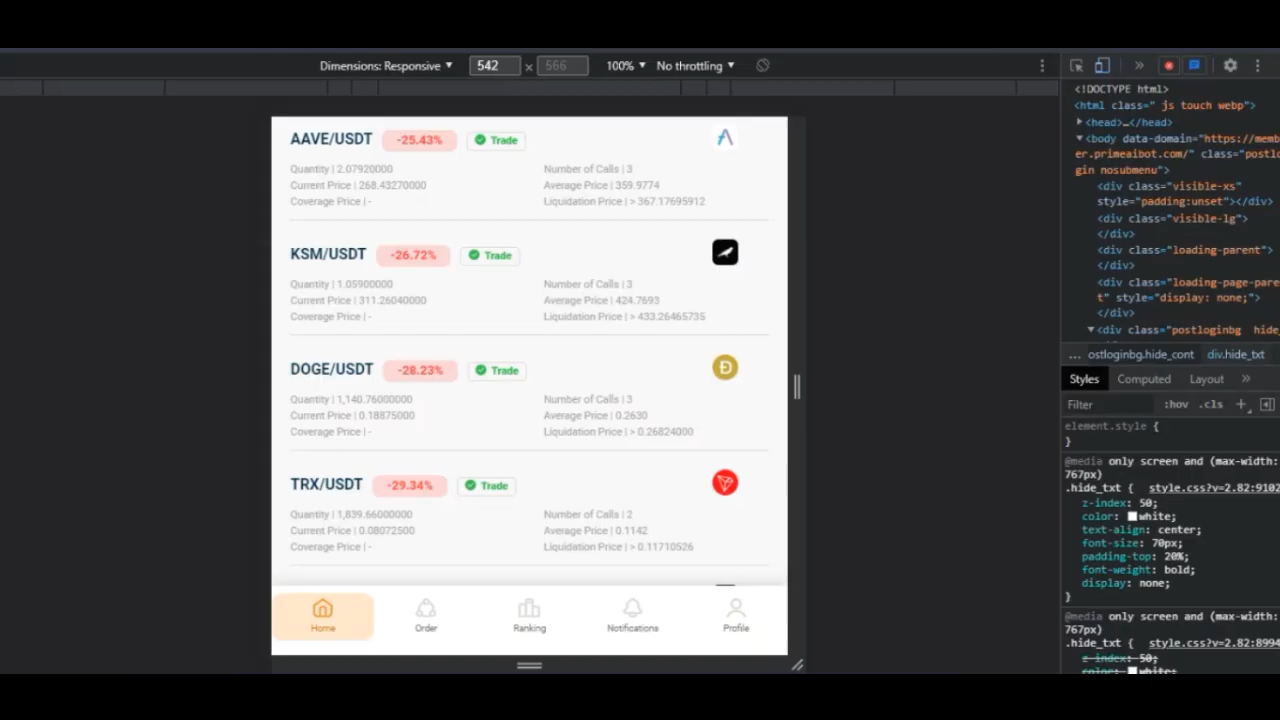 Dimensions: Responsive ▼ 542 × 566 100% ▼ No throttling ▼
AAVE/USDT -25.43% Trade
Quantity | 2.07920000 Number of Calls | 3
Current Price | 268.43270000 Average Price | 359.9774
Coverage Price | - Liquidation Price | > 367.17695912
KSM/USDT -26.72% Trade
Quantity | 1.05900000 Number of Calls | 3
Current Price | 311.26040000 Average Price | 424.7693
Coverage Price | - Liquidation Price | > 433.26465735
DOGE/USDT -28.23% Trade
Quantity | 1,140.76000000 Number of Calls | 3
Current Price | 0.18875000 Average Price | 0.2630
Coverage Price | - Liquidation Price | > 0.26824000
TRX/USDT -29.34% Trade
Quantity | 1,839.66000000 Number of Calls | 2
Current Price | 0.08072500 Average Price | 0.1142
Coverage Price | - Liquidation Price | > 0.11710526
Home Order Ranking Notifications Profile
<!DOCTYPE html>
<html class=" js touch webp">
▶<head>…</head>
▼<body data-domain="https://memb
er.primeaibot.com/" class="postlo
gin nosubmenu">
<div class="visible-xs"
style="padding:unset"></div>
<div class="visible-lg">
</div>
<div class="loading-parent">
</div>
<div class="loading-page-pare
t" style="display: none;">
</div>
▼<div class="postloginbg hide_
... ostloginbg.hide_cont div.hide_txt
Styles Computed Layout »
Filter :hov .cls +
element.style {
}
@media only screen and (max-width:
767px)
.hide_txt { style.css?v=2.82:9102
z-index: 50;
color: white;
text-align: center;
font-size: 70px;
padding-top: 20%;
font-weight: bold;
display: none;
}
@media only screen and (max-width:
767px)
.hide_txt { style.css?v=2.82:8994
z-index: 50;
color: white;